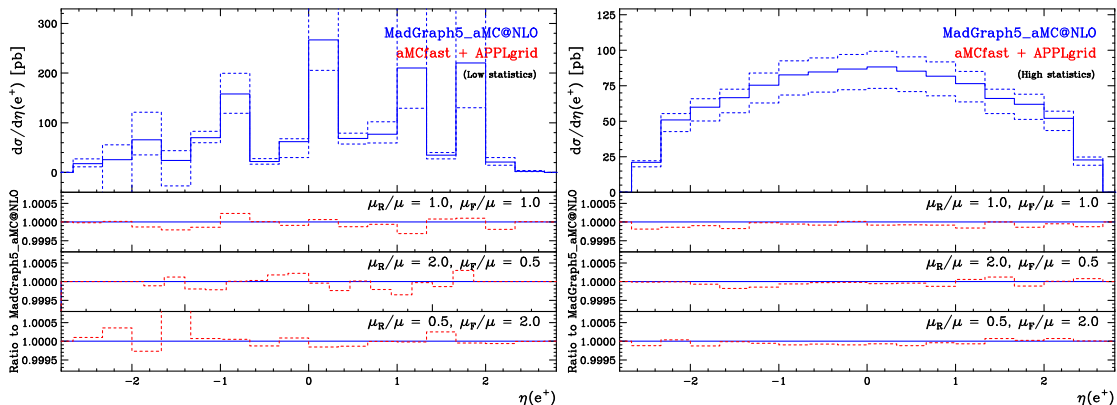 MadGraph5_aMC@NLO
aMCfast + APPLgrid
(Low statistics)
dσ/dη(e⁺) [pb]
300
200
100
0
Ratio to MadGraph5_aMC@NLO
μR/μ = 1.0, μF/μ = 1.0
1.0005
1.0000
0.9995
μR/μ = 2.0, μF/μ = 0.5
1.0005
1.0000
0.9995
μR/μ = 0.5, μF/μ = 2.0
1.0005
1.0000
0.9995
−2 −1 0 1 2
η(e⁺)
MadGraph5_aMC@NLO
aMCfast + APPLgrid
(High statistics)
dσ/dη(e⁺) [pb]
125
100
75
50
25
0
Ratio to MadGraph5_aMC@NLO
μR/μ = 1.0, μF/μ = 1.0
1.0005
1.0000
0.9995
μR/μ = 2.0, μF/μ = 0.5
1.0005
1.0000
0.9995
μR/μ = 0.5, μF/μ = 2.0
1.0005
1.0000
0.9995
−2 −1 0 1 2
η(e⁺)